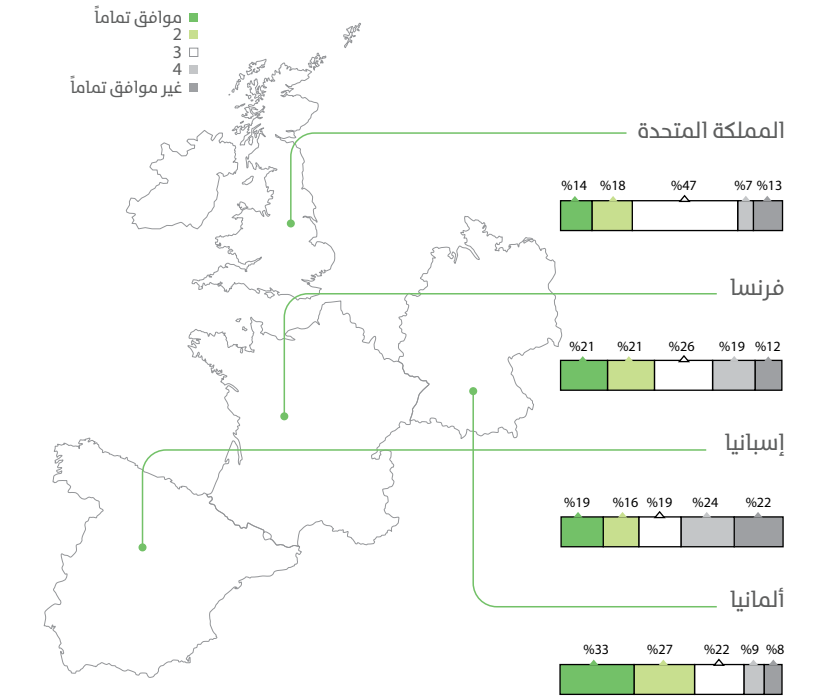 موافق تماماً
2
3
4
غير موافق تماماً
المملكة المتحدة
%14 %18 %47 %7 %13
فرنسا
%21 %21 %26 %19 %12
إسبانيا
%19 %16 %19 %24 %22
ألمانيا
%33 %27 %22 %9 %8